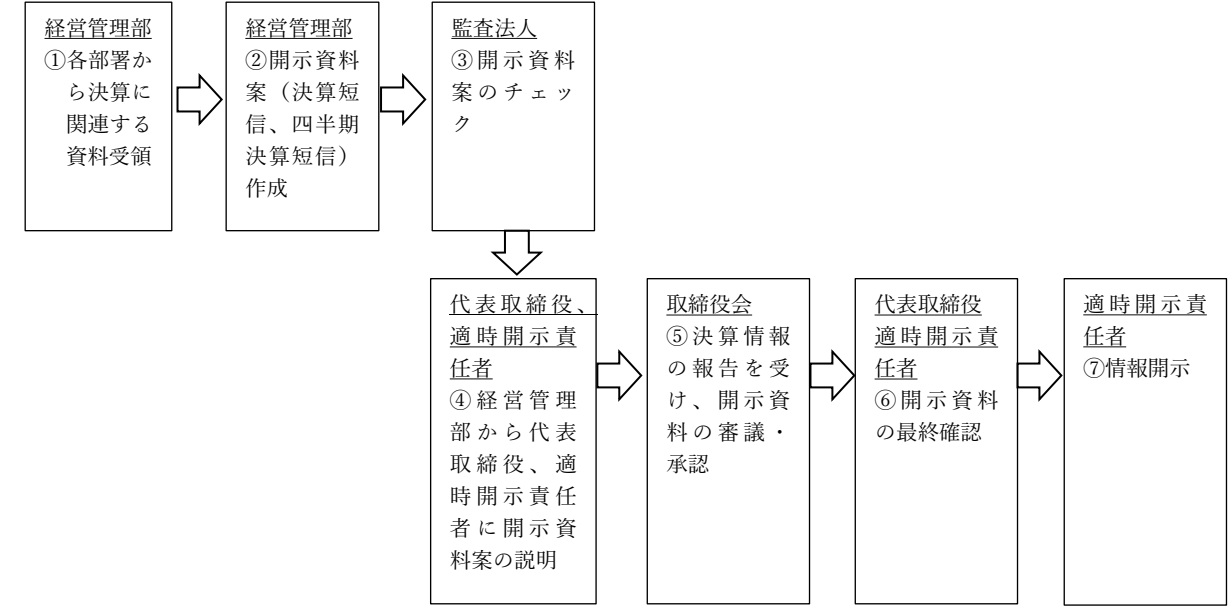 経営管理部
①各部署か
ら決算に
関連する
資料受領
経営管理部
②開示資料
案（決算短
信、四半期
決算短信）
作成
監査法人
③開示資料
案のチェッ
ク
代表取締役、
適時開示責
任者
④経営管理
部から代表
取締役、適
時開示責任
者に開示資
料案の説明
取締役会
⑤決算情報
の報告を受
け、開示資
料の審議・
承認
代表取締役
適時開示責
任者
⑥開示資料
の最終確認
適時開示責
任者
⑦情報開示